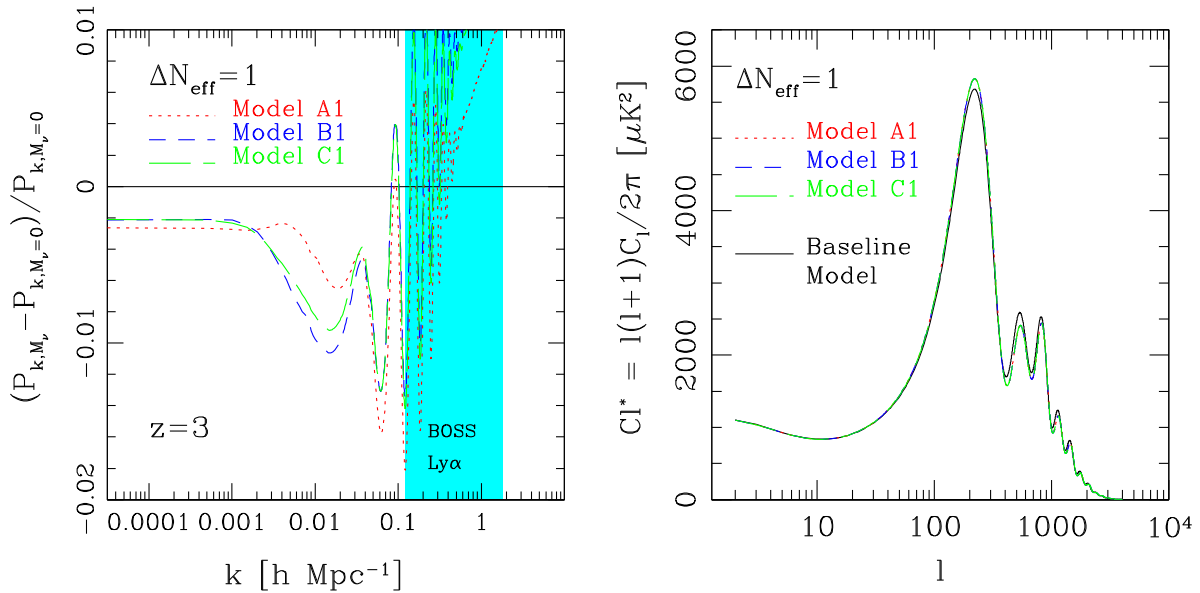 (P_{k,M_ν}−P_{k,M_ν=0})/P_{k,M_ν=0}
0.01
0
−0.01
−0.02
ΔN_eff=1
Model A1
Model B1
Model C1
z=3
BOSS
Lyα
0.0001 0.001 0.01 0.1 1
k [h Mpc⁻¹]
Cl* = l(l+1)C_l/2π [μK²]
6000
4000
2000
0
ΔN_eff=1
Model A1
Model B1
Model C1
Baseline
Model
10 100 1000 10⁴
l